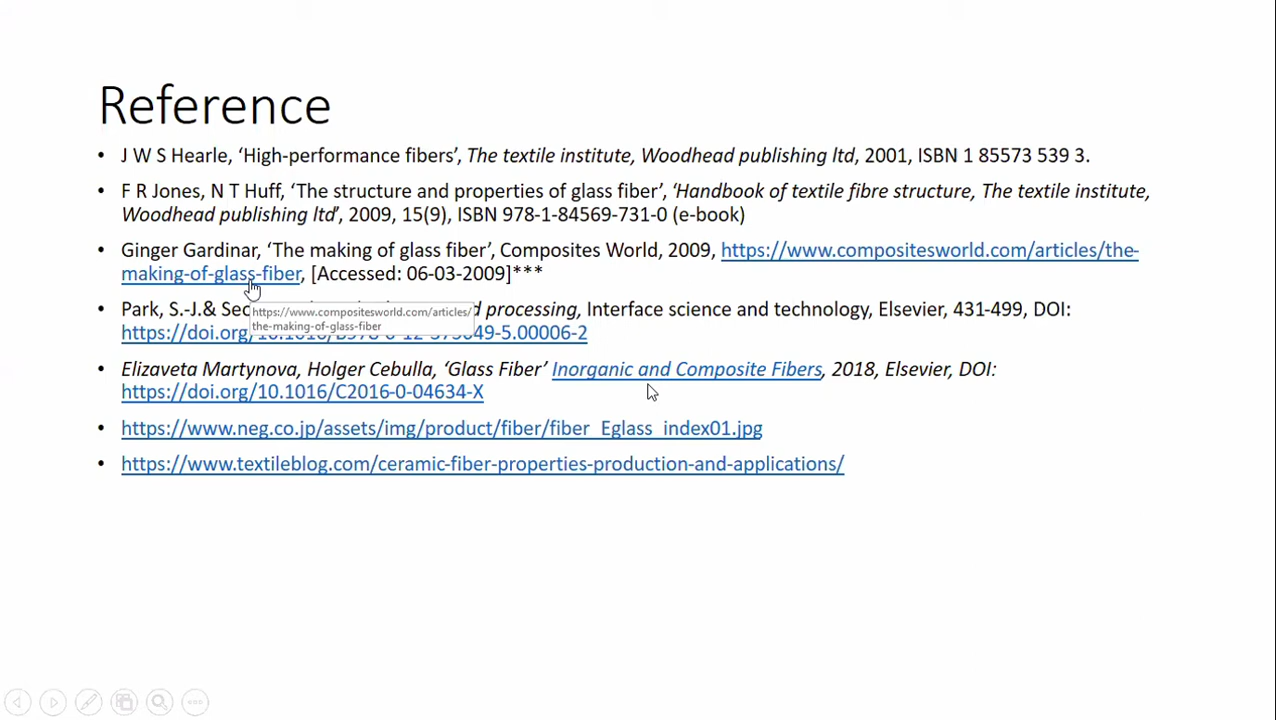 Reference
• J W S Hearle, ‘High-performance fibers’, The textile institute, Woodhead publishing ltd, 2001, ISBN 1 85573 539 3.
• F R Jones, N T Huff, ‘The structure and properties of glass fiber’, ‘Handbook of textile fibre structure, The textile institute,
Woodhead publishing ltd’, 2009, 15(9), ISBN 978-1-84569-731-0 (e-book)
• Ginger Gardinar, ‘The making of glass fiber’, Composites World, 2009, https://www.compositesworld.com/articles/the-
making-of-glass-fiber, [Accessed: 06-03-2009]***
• Park, S.-J.& processing, Interface science and technology, Elsevier, 431-499, DOI:
https://www.compositesworld.com/articles/
the-making-of-glass-fiber
https://doi.org/10.1016/B978-0-12-375049-5.00006-2
• Elizaveta Martynova, Holger Cebulla, ‘Glass Fiber’ Inorganic and Composite Fibers, 2018, Elsevier, DOI:
https://doi.org/10.1016/C2016-0-04634-X
• https://www.neg.co.jp/assets/img/product/fiber/fiber_Eglass_index01.jpg
• https://www.textileblog.com/ceramic-fiber-properties-production-and-applications/